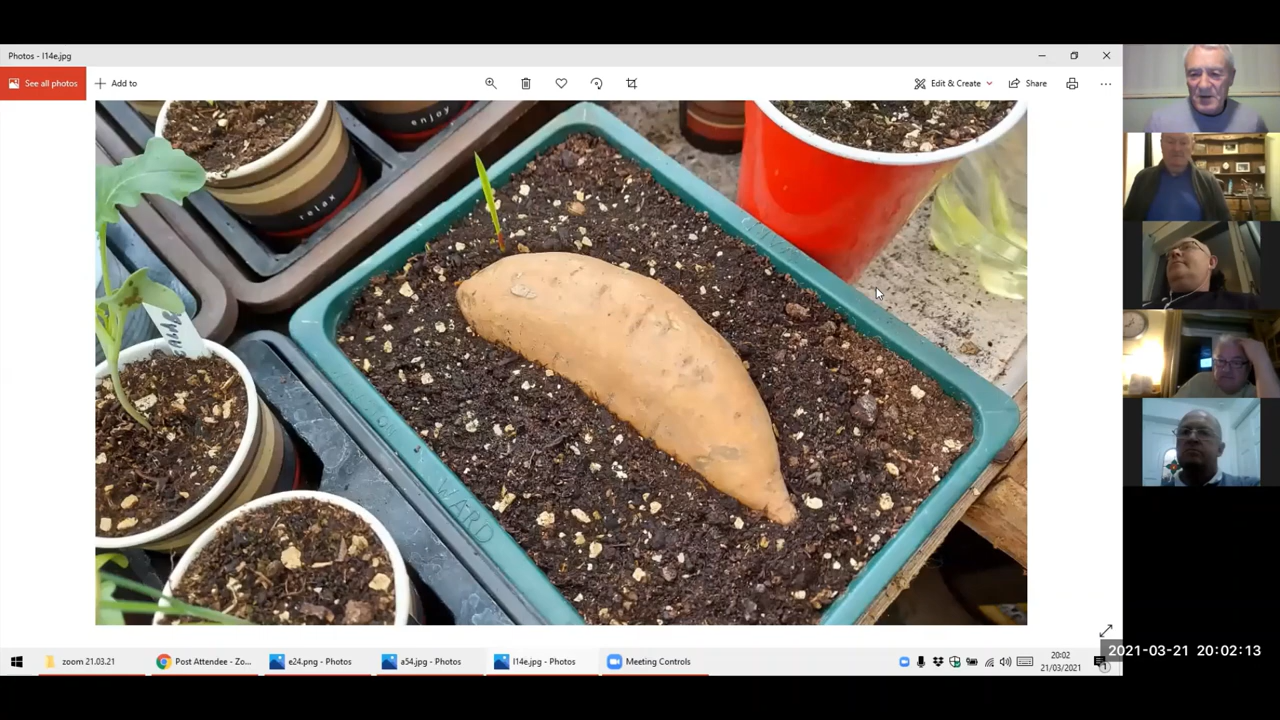 Photos - l14e.jpg
See all photos
Add to
Edit & Create
Share
enjoy
relax
WARD
zoom 21.03.21
Post Attendee - Zo...
e24.png - Photos
a54.jpg - Photos
l14e.jpg - Photos
Meeting Controls
20:02
21/03/2021
1
2021-03-21 20:02:13